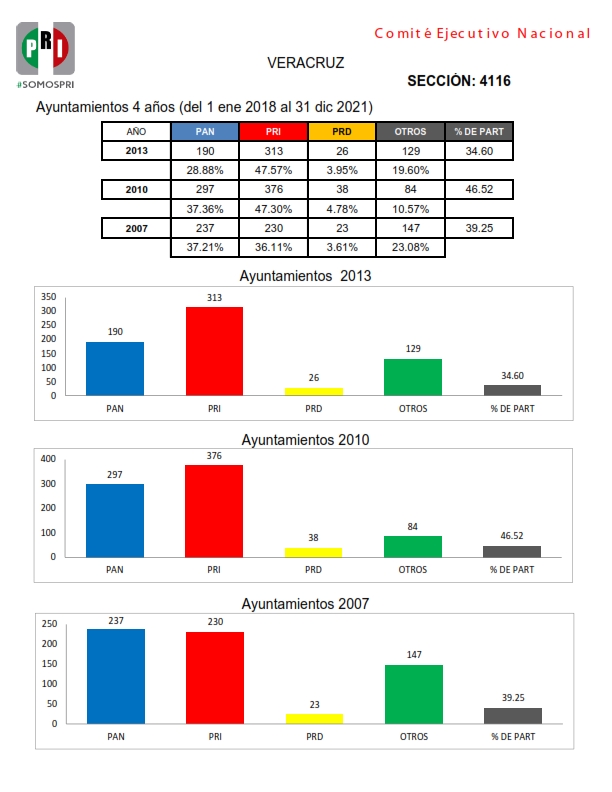 Comité Ejecutivo Nacional
PRI
#SOMOSPRI
VERACRUZ
SECCIÓN: 4116
Ayuntamientos 4 años (del 1 ene 2018 al 31 dic 2021)
AÑO PAN PRI PRD OTROS % DE PART
2013 190 313 26 129 34.60
28.88% 47.57% 3.95% 19.60%
2010 297 376 38 84 46.52
37.36% 47.30% 4.78% 10.57%
2007 237 230 23 147 39.25
37.21% 36.11% 3.61% 23.08%
Ayuntamientos 2013
350
300
250
200
150
100
50
0
190
313
26
129
34.60
PAN PRI PRD OTROS % DE PART
Ayuntamientos 2010
400
300
200
100
0
297
376
38
84
46.52
PAN PRI PRD OTROS % DE PART
Ayuntamientos 2007
250
200
150
100
50
0
237
230
23
147
39.25
PAN PRI PRD OTROS % DE PART